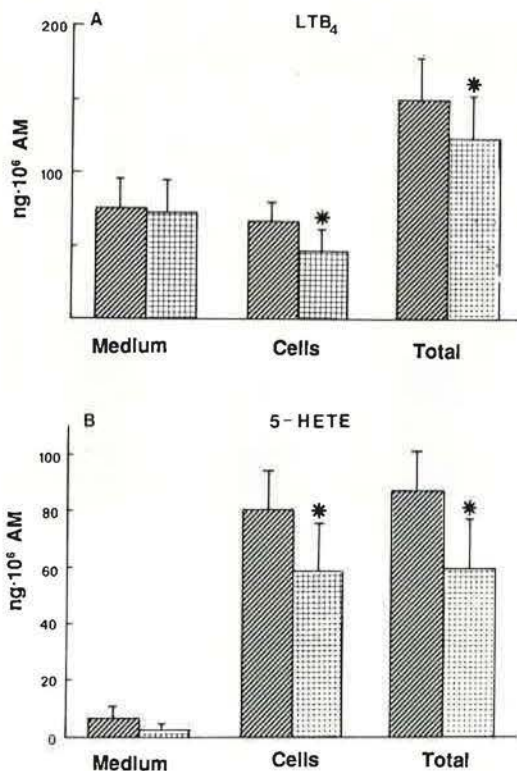 A LTB₄
200
100
ng·10⁶ AM
Medium Cells Total
B 5-HETE
100
80
60
40
20
0
ng·10⁶ AM
Medium Cells Total